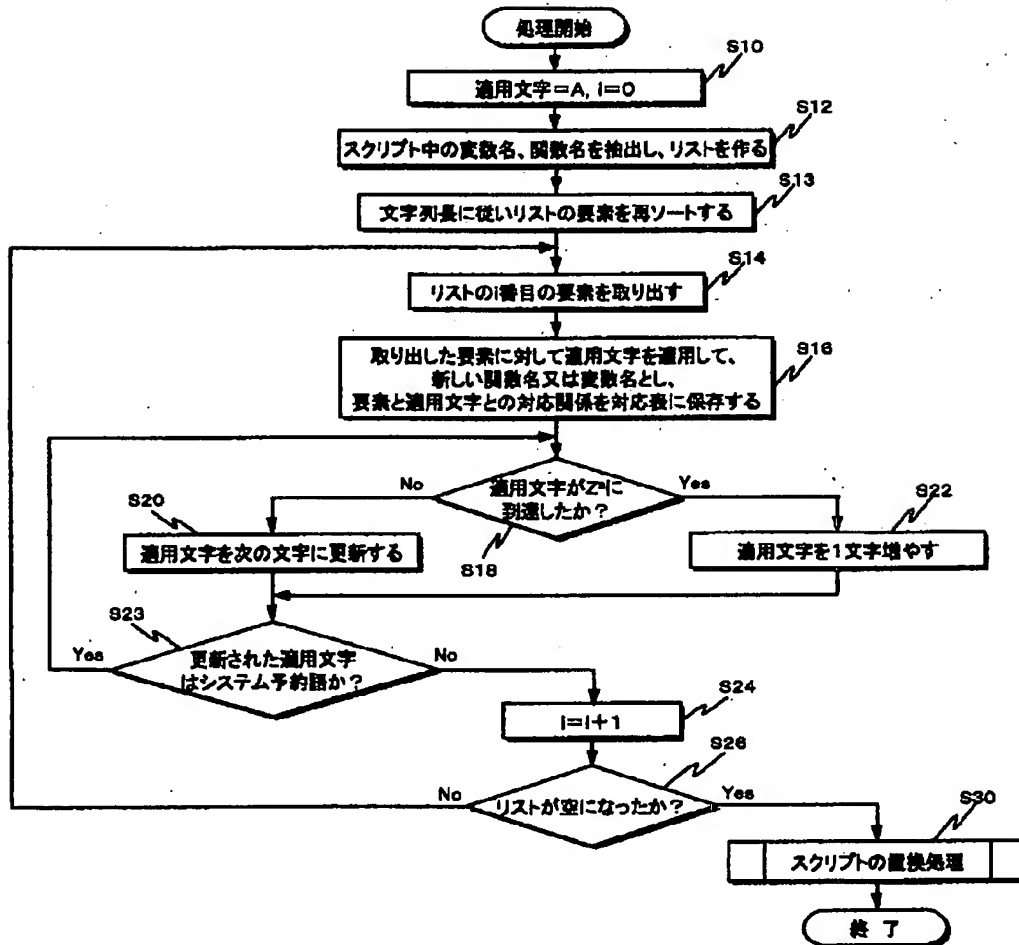 処理開始
S10
適用文字=A, i=0
S12
スクリプト中の変数名、関数名を抽出し、リストを作る
S13
文字列長に従いリストの要素を再ソートする
S14
リストのi番目の要素を取り出す
S16
取り出した要素に対して適用文字を適用して、
新しい関数名又は変数名とし、
要素と適用文字との対応関係を対応表に保存する
No
適用文字がZⁿに
到達したか?
Yes
S18
S20
適用文字を次の文字に更新する
S22
適用文字を1文字増やす
S23
Yes
更新された適用文字
はシステム予約語か?
No
S24
i=i+1
S26
No
リストが空になったか?
Yes
S30
スクリプトの置換処理
終了